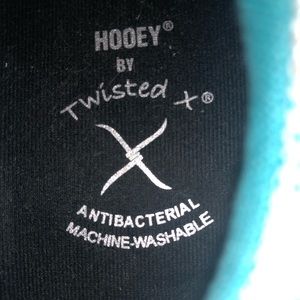 HOOEY®
BY
Twisted X®
ANTIBACTERIAL
MACHINE-WASHABLE